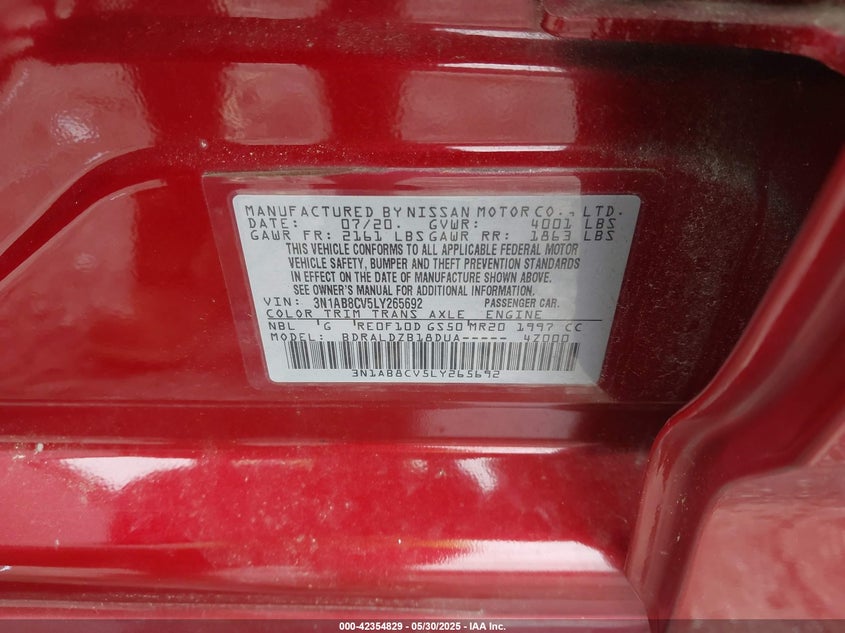 MANUFACTURED BY NISSAN MOTOR CO., LTD.
DATE: 07/20. GVWR: 4001 LBS
GAWR FR: 2161 LBS GAWR RR: 1863 LBS
THIS VEHICLE CONFORMS TO ALL APPLICABLE FEDERAL MOTOR
VEHICLE SAFETY, BUMPER AND THEFT PREVENTION STANDARDS
IN EFFECT ON THE DATE OF MANUFACTURE SHOWN ABOVE.
SEE OWNER'S MANUAL FOR ADDITIONAL INFORMATION.
VIN: 3N1AB8CV5LY265692 PASSENGER CAR.
COLOR TRIM TRANS AXLE ENGINE
NBL G RE0F10D GS50 MR20 1997 CC
MODEL: BDRALDZB18DUA----- 4Z000
3N1AB8CV5LY265692
000-42354829 - 05/30/2025 - IAA Inc.